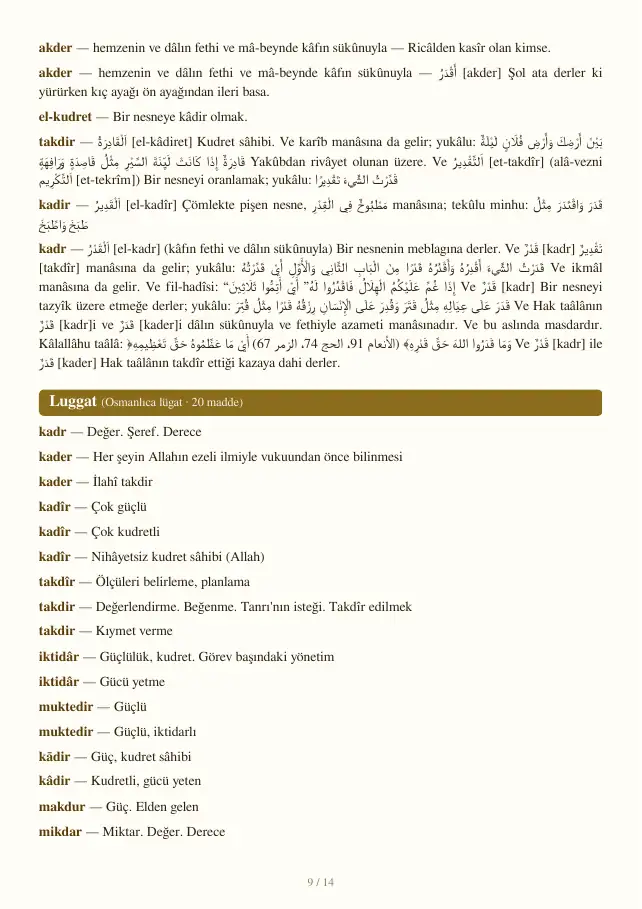 akder — hemzenin ve dâlın fethi ve mâ-beynde kâfın sükûnuyla — Ricâlden kasîr olan kimse.
akder — hemzenin ve dâlın fethi ve mâ-beynde kâfın sükûnuyla — أَقْدَرُ [akder] Şol ata derler ki
yürürken kıç ayağı ön ayağından ileri basa.
el-kudret — Bir nesneye kâdir olmak.
takdir — اَلْقَادِرَةُ [el-kâdiret] Kudret sâhibi. Ve karîb manâsına da gelir; yukâlu: بَيْنَ أَرْضِكَ وَأَرْضِ فُلَانٍ لَيْلَةٌ
قَادِرَةٌ إِذَا كَانَتْ لَيِّنَةَ السَّيْرِ مِثْلُ قَاصِدَةٍ وَرَافِهَةٍ Yakûbdan rivâyet olunan üzere. Ve اَلتَّقْدِيرُ [et-takdîr] (alâ-vezni
اَلتَّكْرِيم [et-tekrîm]) Bir nesneyi oranlamak; yukâlu: قَدَّرْتُ الشَّيْءَ تَقْدِيرًا
kadir — اَلْقَدِيرُ [el-kadîr] Çömlekte pişen nesne, مَطْبُوخٌ فِي الْقِدْرِ manâsına; tekûlu minhu: قَدَرَ وَاقْتَدَرَ مِثْلُ
طَبَخَ وَاطَّبَخَ
kadr — اَلْقَدْرُ [el-kadr] (kâfın fethi ve dâlın sükûnuyla) Bir nesnenin meblagına derler. Ve قَدْرٌ [kadr] تَقْدِيرٌ
[takdîr] manâsına da gelir; yukâlu: قَدَرْتُ الشَّيْءَ أَقْدِرُهُ وَأَقْدُرُهُ قَدْرًا مِنَ الْبَابِ الثَّانِي وَالْأَوَّلِ أَيْ قَدَّرْتُهُ Ve ikmâl
manâsına da gelir. Ve fil-hadîsi: إِذَا غُمَّ عَلَيْكُمُ الْهِلَالُ فَاقْدُرُوا لَهُ” أَيْ أَتِمُّوا ثَلَاثِينَ“ Ve قَدْرٌ [kadr] Bir nesneyi
tazyîk üzere etmeğe derler; yukâlu: قَدَرَ عَلَى عِيَالِهِ مِثْلُ قَتَرَ وَقُدِرَ عَلَى الْإِنْسَانِ رِزْقُهُ قَدْرًا مِثْلُ قُتِرَ Ve Hak taâlânın
قَدْرٌ [kadr]i ve قَدَرٌ [kader]i dâlın sükûnuyla ve fethiyle azameti manâsınadır. Ve bu aslında masdardır.
Kâlallâhu taâlâ: ﴿وَمَا قَدَرُوا اللهَ حَقَّ قَدْرِهِ﴾ (الأنعام 91، الحج 74، الزمر 67) أَيْ مَا عَظَّمُوهُ حَقَّ تَعْظِيمِهِ Ve قَدْرٌ [kadr] ile
قَدَرٌ [kader] Hak taâlânın takdîr ettiği kazaya dahi derler.
Luggat (Osmanlıca lügat · 20 madde)
kadr — Değer. Şeref. Derece
kader — Her şeyin Allahın ezeli ilmiyle vukuundan önce bilinmesi
kader — İlahî takdir
kadîr — Çok güçlü
kadîr — Çok kudretli
kadîr — Nihâyetsiz kudret sâhibi (Allah)
takdîr — Ölçüleri belirleme, planlama
takdir — Değerlendirme. Beğenme. Tanrı'nın isteği. Takdîr edilmek
takdir — Kıymet verme
iktidâr — Güçlülük, kudret. Görev başındaki yönetim
iktidâr — Gücü yetme
muktedir — Güçlü
muktedir — Güçlü, iktidarlı
kādir — Güç, kudret sâhibi
kâdir — Kudretli, gücü yeten
makdur — Güç. Elden gelen
mikdar — Miktar. Değer. Derece
9 / 14